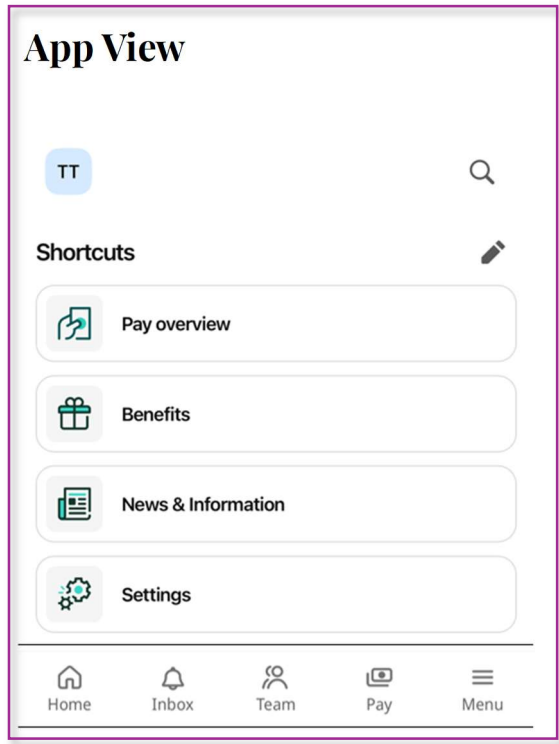 App View
TT
Shortcuts
Pay overview
Benefits
News & Information
Settings
Home Inbox Team Pay Menu